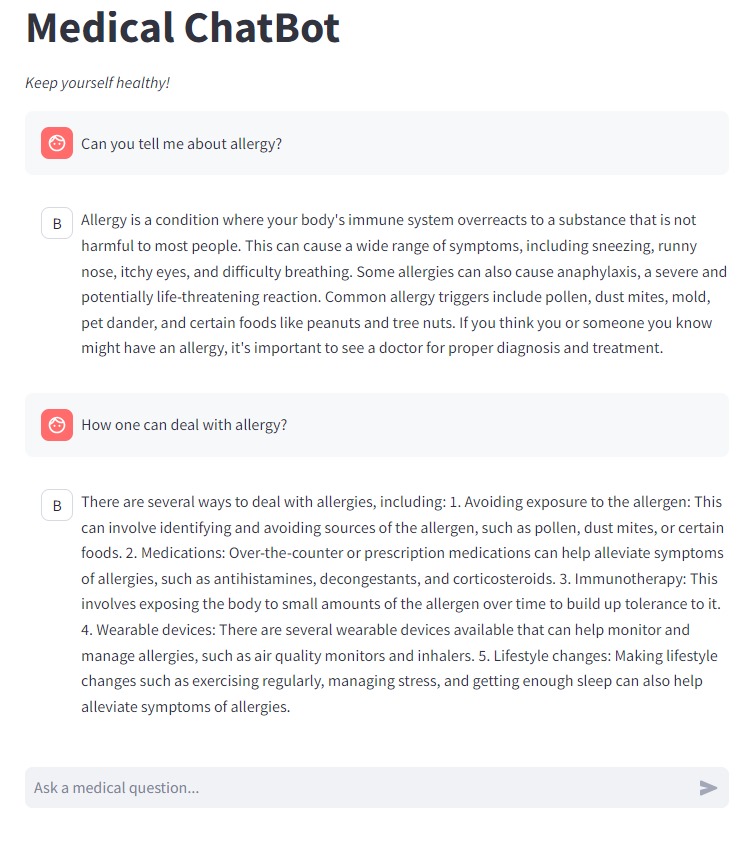 Medical ChatBot
Keep yourself healthy!
Can you tell me about allergy?
B
Allergy is a condition where your body's immune system overreacts to a substance that is not
harmful to most people. This can cause a wide range of symptoms, including sneezing, runny
nose, itchy eyes, and difficulty breathing. Some allergies can also cause anaphylaxis, a severe and
potentially life-threatening reaction. Common allergy triggers include pollen, dust mites, mold,
pet dander, and certain foods like peanuts and tree nuts. If you think you or someone you know
might have an allergy, it's important to see a doctor for proper diagnosis and treatment.
How one can deal with allergy?
B
There are several ways to deal with allergies, including: 1. Avoiding exposure to the allergen: This
can involve identifying and avoiding sources of the allergen, such as pollen, dust mites, or certain
foods. 2. Medications: Over-the-counter or prescription medications can help alleviate symptoms
of allergies, such as antihistamines, decongestants, and corticosteroids. 3. Immunotherapy: This
involves exposing the body to small amounts of the allergen over time to build up tolerance to it.
4. Wearable devices: There are several wearable devices available that can help monitor and
manage allergies, such as air quality monitors and inhalers. 5. Lifestyle changes: Making lifestyle
changes such as exercising regularly, managing stress, and getting enough sleep can also help
alleviate symptoms of allergies.
Ask a medical question...